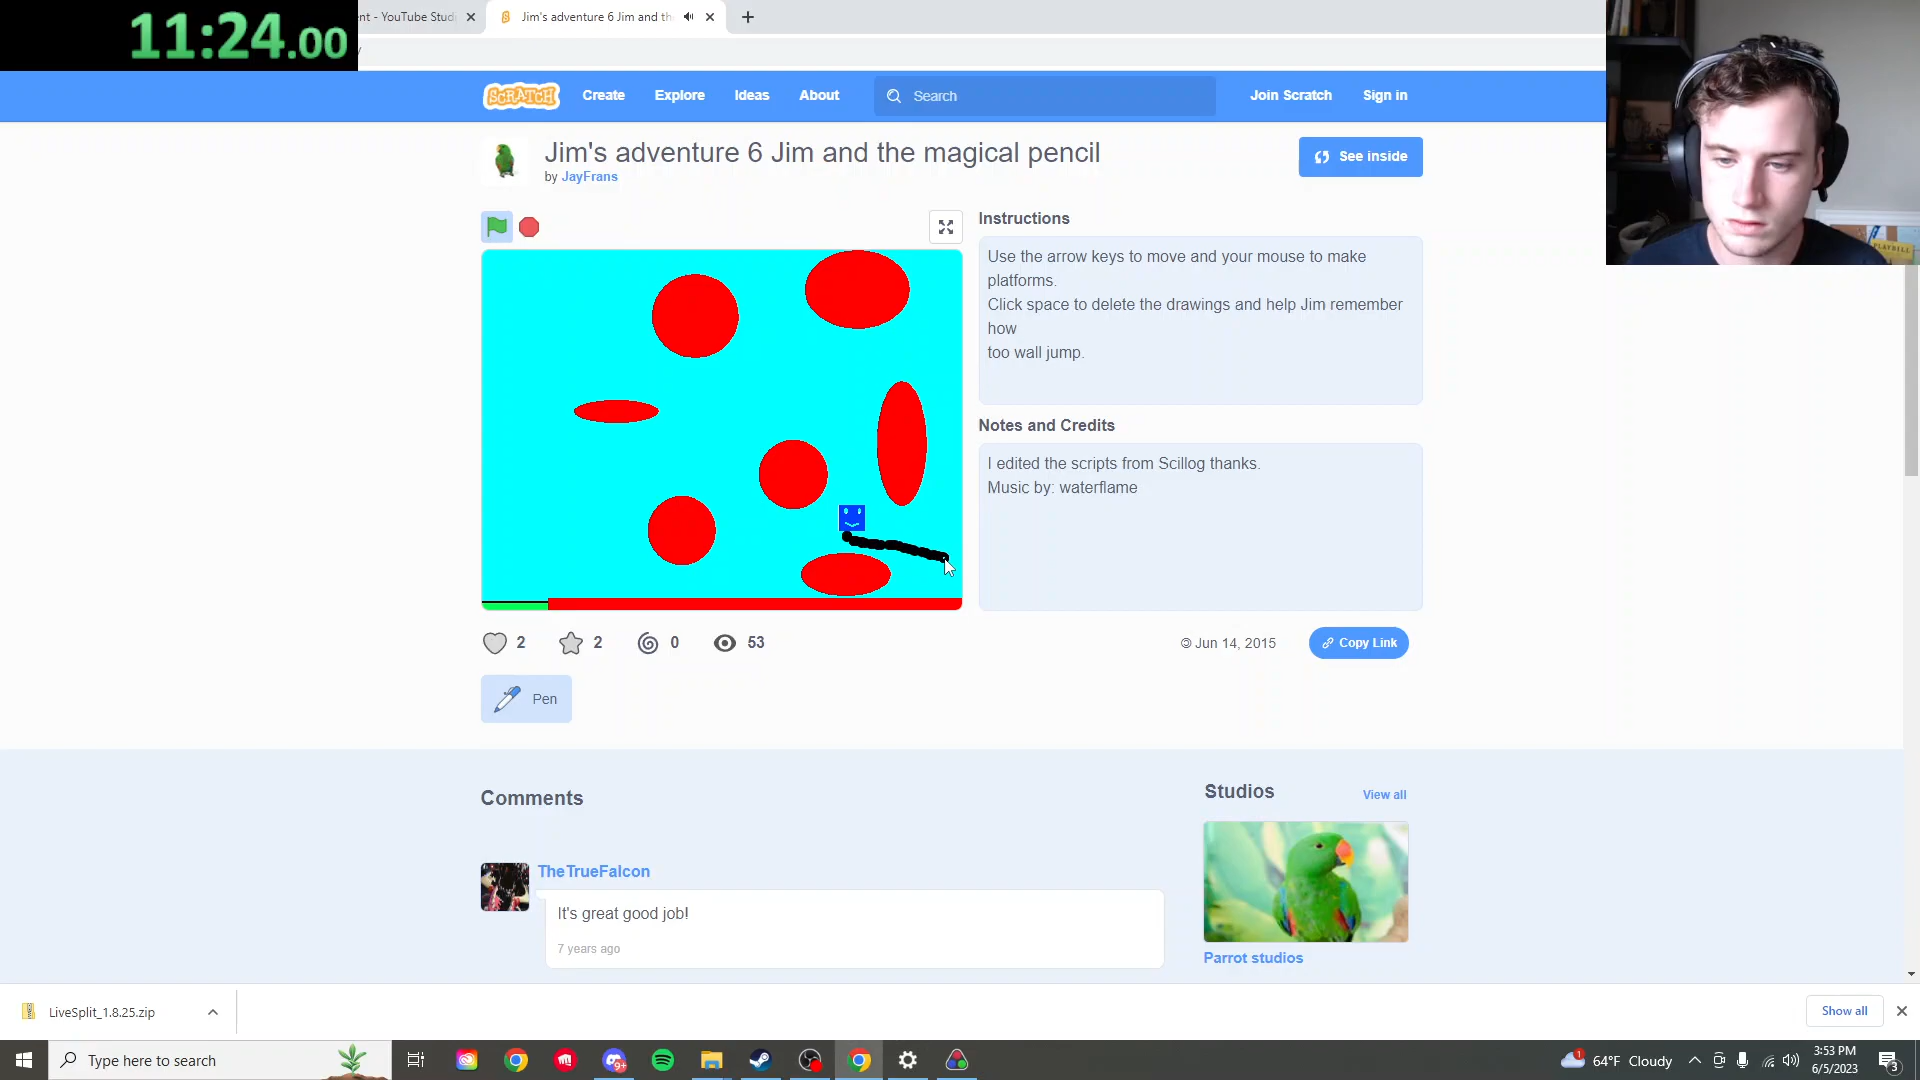 11:24.00
nt - YouTube Stud
Jim's adventure 6 Jim and th
SCRATCH
Create
Explore
Ideas
About
Search
Join Scratch
Sign in
Jim's adventure 6 Jim and the magical pencil
by JayFrans
See inside
Instructions
Use the arrow keys to move and your mouse to make
platforms.
Click space to delete the drawings and help Jim remember
how
too wall jump.
Notes and Credits
I edited the scripts from Scillog thanks.
Music by: waterflame
2
2
0
53
© Jun 14, 2015
Copy Link
Pen
Comments
Studios
View all
TheTrueFalcon
It's great good job!
7 years ago
Parrot studios
PLAYBILL
LiveSplit_1.8.25.zip
Show all
Type here to search
9+
1
64°F Cloudy
3:53 PM
6/5/2023
3